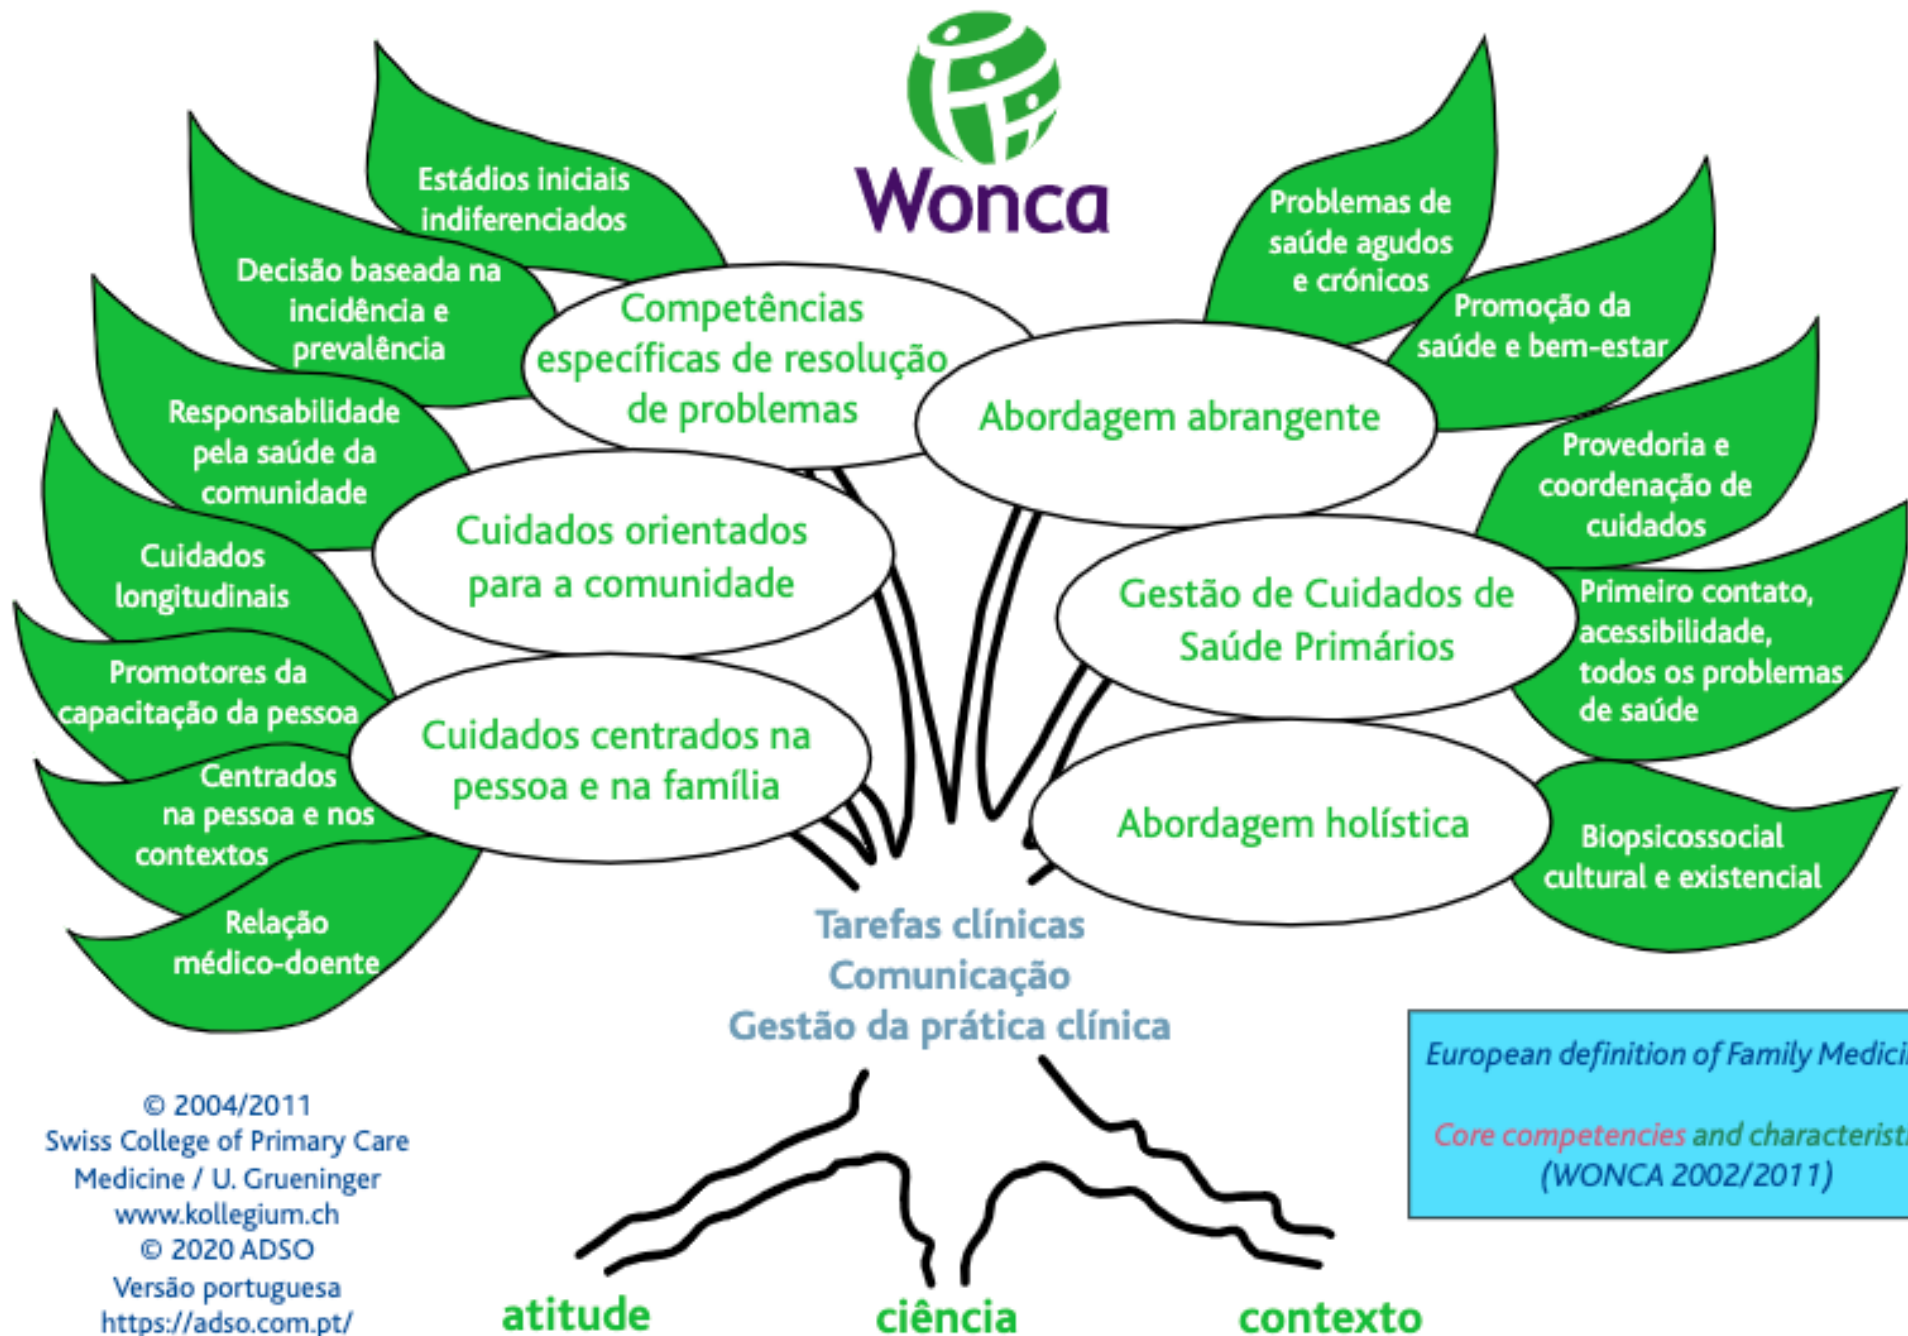 Wonca
Estádios iniciais
indiferenciados
Decisão baseada na
incidência e
prevalência
Responsabilidade
pela saúde da
comunidade
Cuidados
longitudinais
Promotores da
capacitação da pessoa
Centrados
na pessoa e nos
contextos
Relação
médico-doente
Competências
específicas de resolução
de problemas
Cuidados orientados
para a comunidade
Cuidados centrados na
pessoa e na família
Abordagem abrangente
Gestão de Cuidados de
Saúde Primários
Abordagem holística
Problemas de
saúde agudos
e crónicos
Promoção da
saúde e bem-estar
Provedoria e
coordenação de
cuidados
Primeiro contato,
acessibilidade,
todos os problemas
de saúde
Biopsicossocial
cultural e existencial
Tarefas clínicas
Comunicação
Gestão da prática clínica
European definition of Family
Core competencies and
(WONCA 2002/2011)
© 2004/2011
Swiss College of Primary Care
Medicine / U. Grueninger
www.kollegium.ch
© 2020 ADSO
Versão portuguesa
https://adso.com.pt/
atitude
ciência
contexto